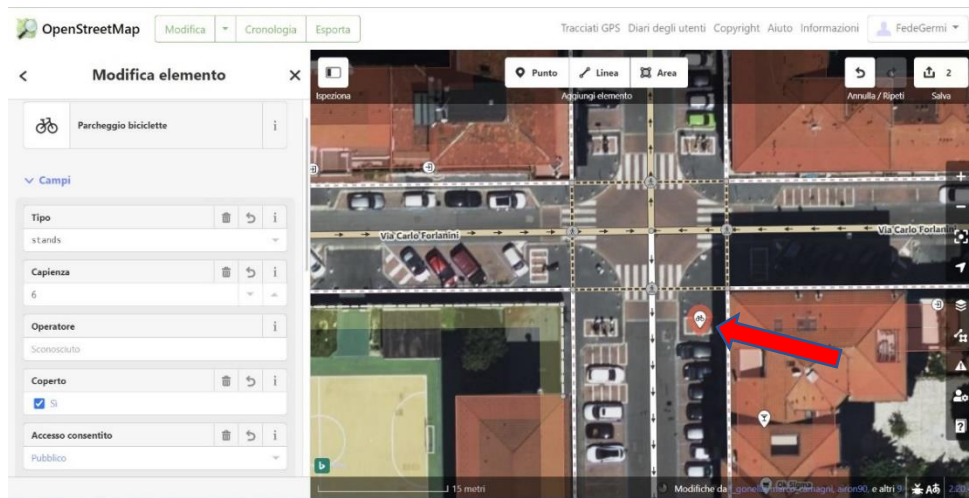 OpenStreetMap Modifica Cronologia Esporta Tracciati GPS Diari degli utenti Copyright Aiuto Informazioni FedeGermi
Modifica elemento
Parcheggio biciclette i
Campi
Tipo i
stands
Capienza i
6
Operatore i
Sconosciuto
Coperto i
Sì
Accesso consentito i
Pubblico
Ispeziona
Punto Linea Area
Aggiungi elemento
2
Annulla / Ripeti Salva
Via Carlo Forlanini
Via Carlo Forlanini
b
15 metri
Modifiche da airon90, e altri